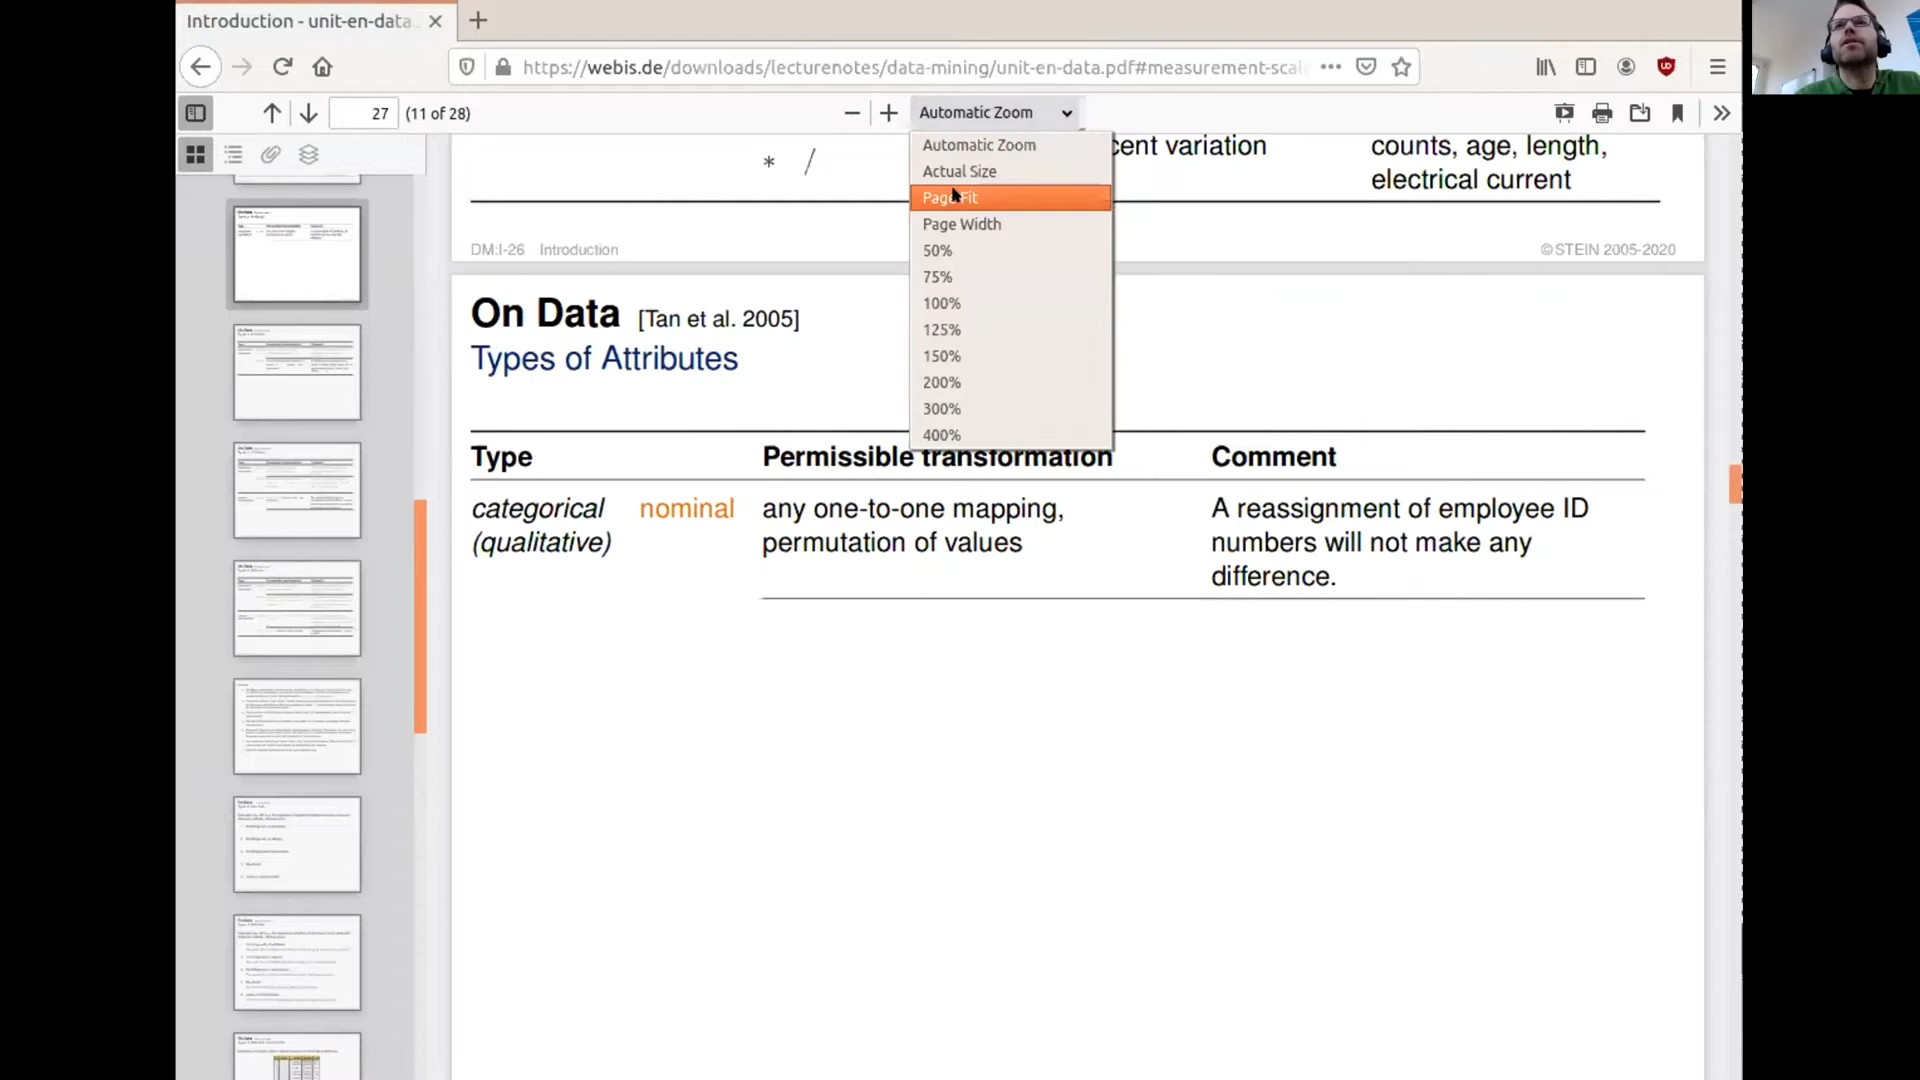 Introduction - unit-en-data
https://webis.de/downloads/lecturenotes/data-mining/unit-en-data.pdf#measurement-scal
27 (11 of 28)
Automatic Zoom
Automatic Zoom
Actual Size
Page Fit
Page Width
50%
75%
100%
125%
150%
200%
300%
400%
cent variation
counts, age, length,
* /
electrical current
DM:I-26 Introduction
© STEIN 2005-2020
On Data [Tan et al. 2005]
Types of Attributes
Type Permissible transformation Comment
categorical nominal any one-to-one mapping, A reassignment of employee ID
(qualitative) permutation of values numbers will not make any
difference.